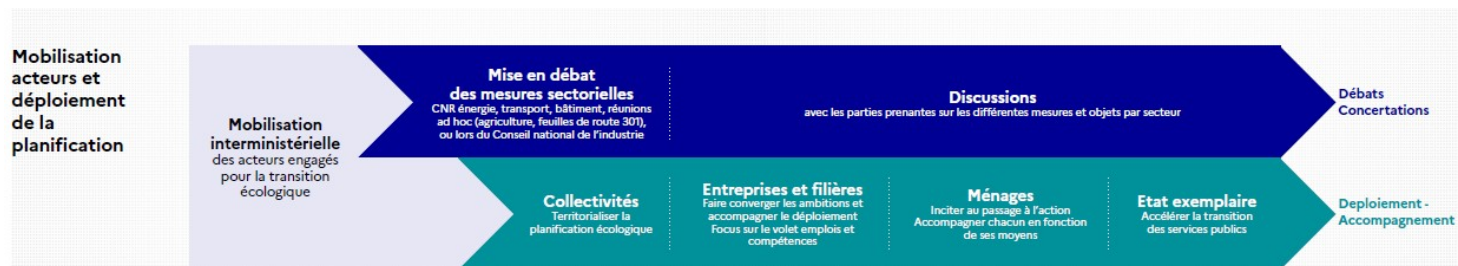 Mobilisation
acteurs et
déploiement
de la
planification
Mobilisation
interministérielle
des acteurs engagés
pour la transition
écologique
Mise en débat
des mesures sectorielles
CNR énergie, transport, bâtiment, réunions
ad hoc (agriculture, feuilles de route 301),
ou lors du Conseil national de l'industrie
Discussions
avec les parties prenantes sur les différentes mesures et objets par secteur
Débats
Concertations
Collectivités
Territorialiser la
planification écologique
Entreprises et filières
Faire converger les ambitions et
accompagner le déploiement
Focus sur le volet emplois et
compétences
Ménages
Inciter au passage à l'action
Accompagner chacun en fonction
de ses moyens
Etat exemplaire
Accélérer la transition
des services publics
Deploiement -
Accompagnement